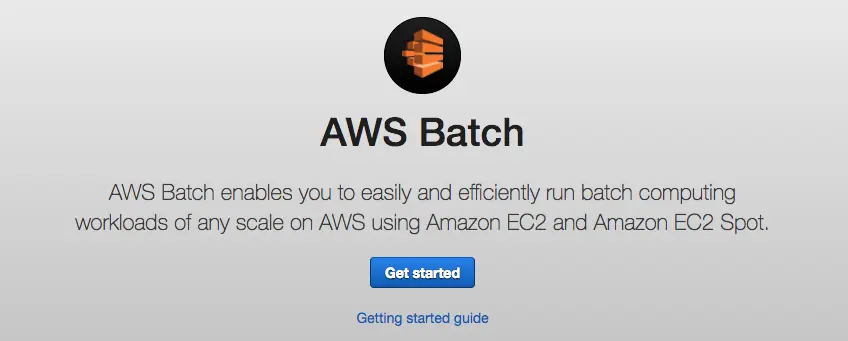 AWS Batch
AWS Batch enables you to easily and efficiently run batch computing
workloads of any scale on AWS using Amazon EC2 and Amazon EC2 Spot.
Get started
Getting started guide